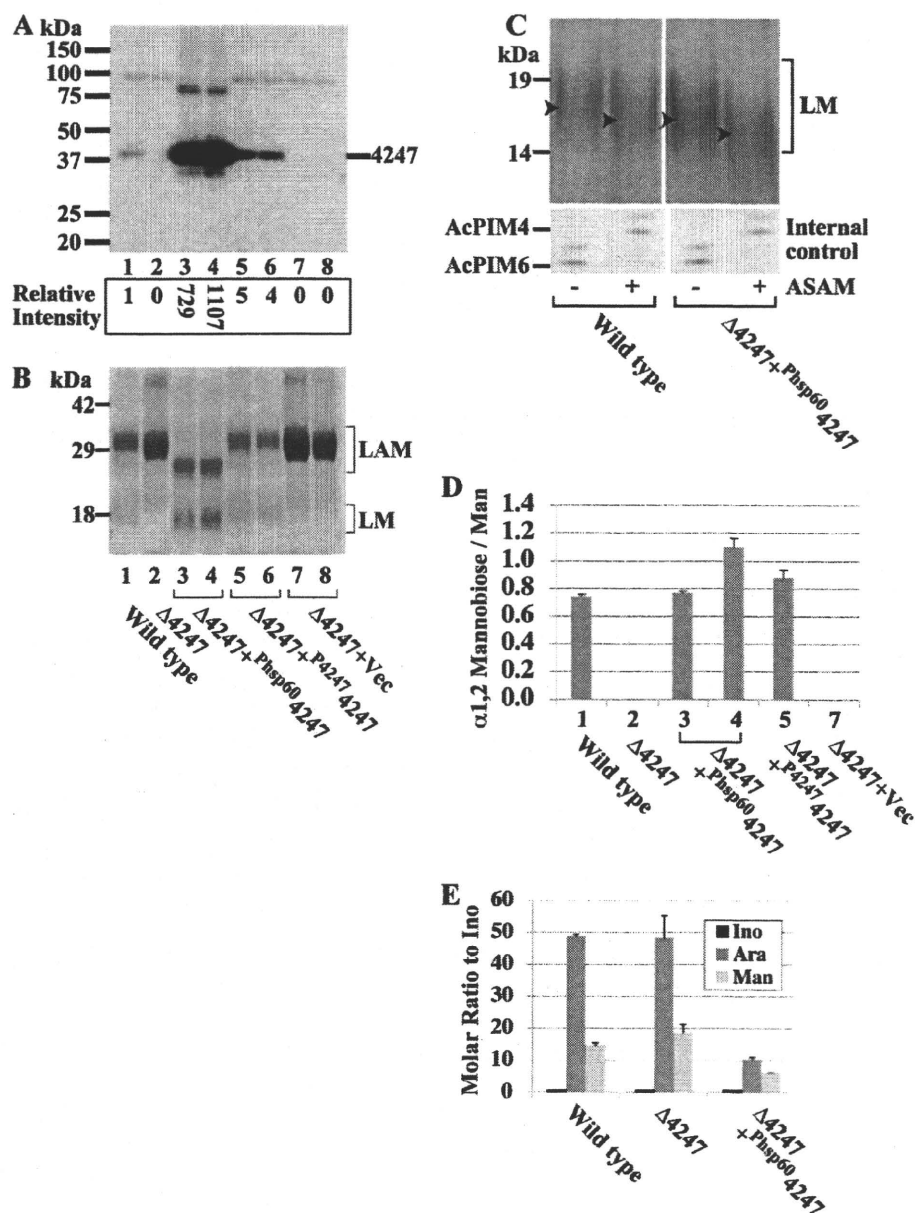 A
kDa
150
100
75
50
37
25
20
4247
1 2 3 4 5 6 7 8
Relative Intensity
1 0 729 1107 5 4 0 0
B
kDa
42
29
18
LAM
LM
1 2 3 4 5 6 7 8
Wild type
Δ4247
Δ4247+Phsp60 4247
Δ4247+P4247 4247
Δ4247+Vec
C
kDa
19
14
LM
AcPIM4
AcPIM6
Internal control
- + - + ASAM
Wild type
Δ4247+Phsp60 4247
D
α1,2 Mannobiose / Man
1.4
1.2
1.0
0.8
0.6
0.4
0.2
0.0
1 2 3 4 5 7
Wild type
Δ4247
Δ4247
+Phsp60 4247
Δ4247
+P4247 4247
Δ4247+Vec
E
Molar Ratio to Ino
60
50
40
30
20
10
0
Ino
Ara
Man
Wild type
Δ4247
Δ4247
+Phsp60 4247